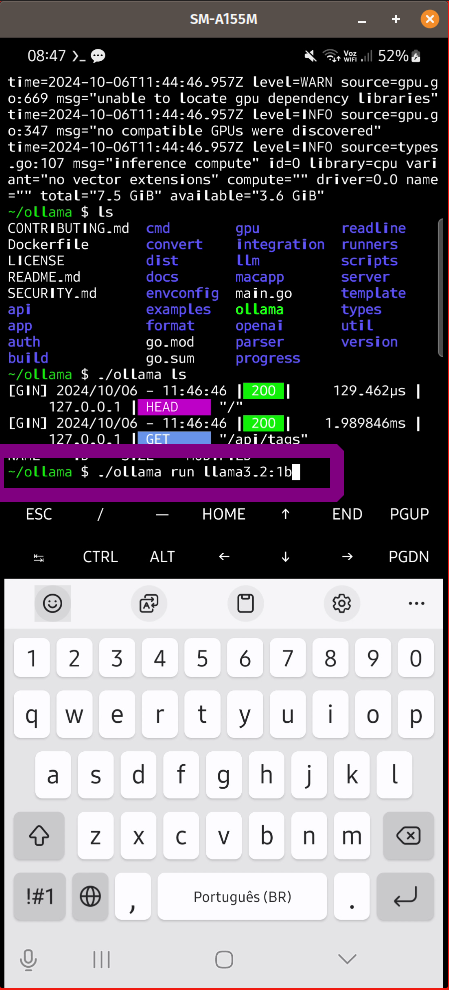 SM-A155M
08:47 >_ 52%
Voz WiFi
time=2024-10-06T11:44:46.957Z level=WARN source=gpu.g
o:669 msg="unable to locate gpu dependency libraries"
time=2024-10-06T11:44:46.957Z level=INFO source=gpu.g
o:347 msg="no compatible GPUs were discovered"
time=2024-10-06T11:44:46.957Z level=INFO source=types
.go:107 msg="inference compute" id=0 library=cpu vari
ant="no vector extensions" compute="" driver=0.0 name
="" total="7.5 GiB" available="3.6 GiB"
~/ollama $ ls
CONTRIBUTING.md cmd gpu readline
Dockerfile convert integration runners
LICENSE dist llm scripts
README.md docs macapp server
SECURITY.md envconfig main.go template
api examples ollama types
app format openai util
auth go.mod parser version
build go.sum progress
~/ollama $ ./ollama ls
[GIN] 2024/10/06 - 11:46:46 | 200 | 129.462µs |
127.0.0.1 | HEAD "/"
[GIN] 2024/10/06 - 11:46:46 | 200 | 1.989846ms |
127.0.0.1 | GET "/api/tags"
NAME ID SIZE MODIFIED
~/ollama $ ./ollama run llama3.2:1b
ESC / — HOME ↑ END PGUP
↹ CTRL ALT ← ↓ → PGDN
1 2 3 4 5 6 7 8 9 0
q w e r t y u i o p
a s d f g h j k l
z x c v b n m
!#1 , Português (BR) .